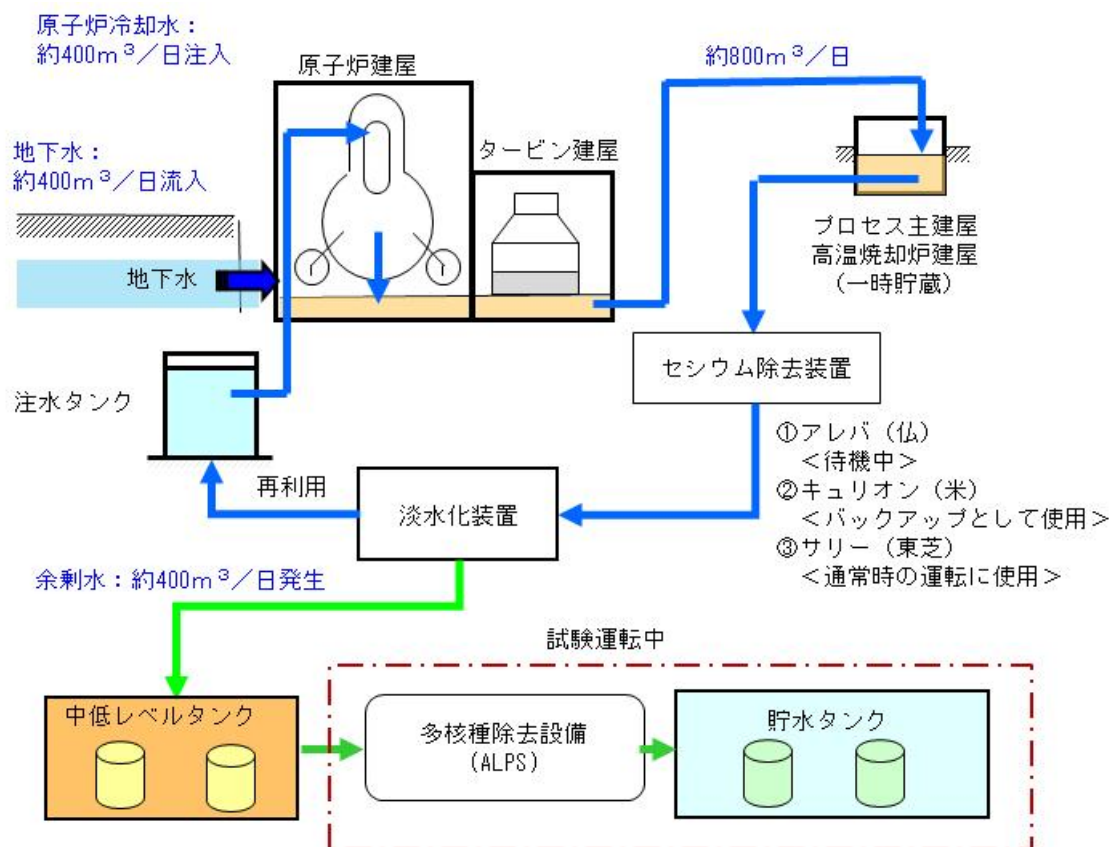 原子炉冷却水：
約400ｍ³／日注入
原子炉建屋
約800ｍ³／日
地下水：
約400ｍ³／日流入
タービン建屋
地下水
プロセス主建屋
高温焼却炉建屋
（一時貯蔵）
セシウム除去装置
注水タンク
①アレバ（仏）
＜待機中＞
②キュリオン（米）
＜バックアップとして使用＞
③サリー（東芝）
＜通常時の運転に使用＞
再利用
淡水化装置
余剰水：約400ｍ³／日発生
試験運転中
中低レベルタンク
多核種除去設備
(ALPS)
貯水タンク